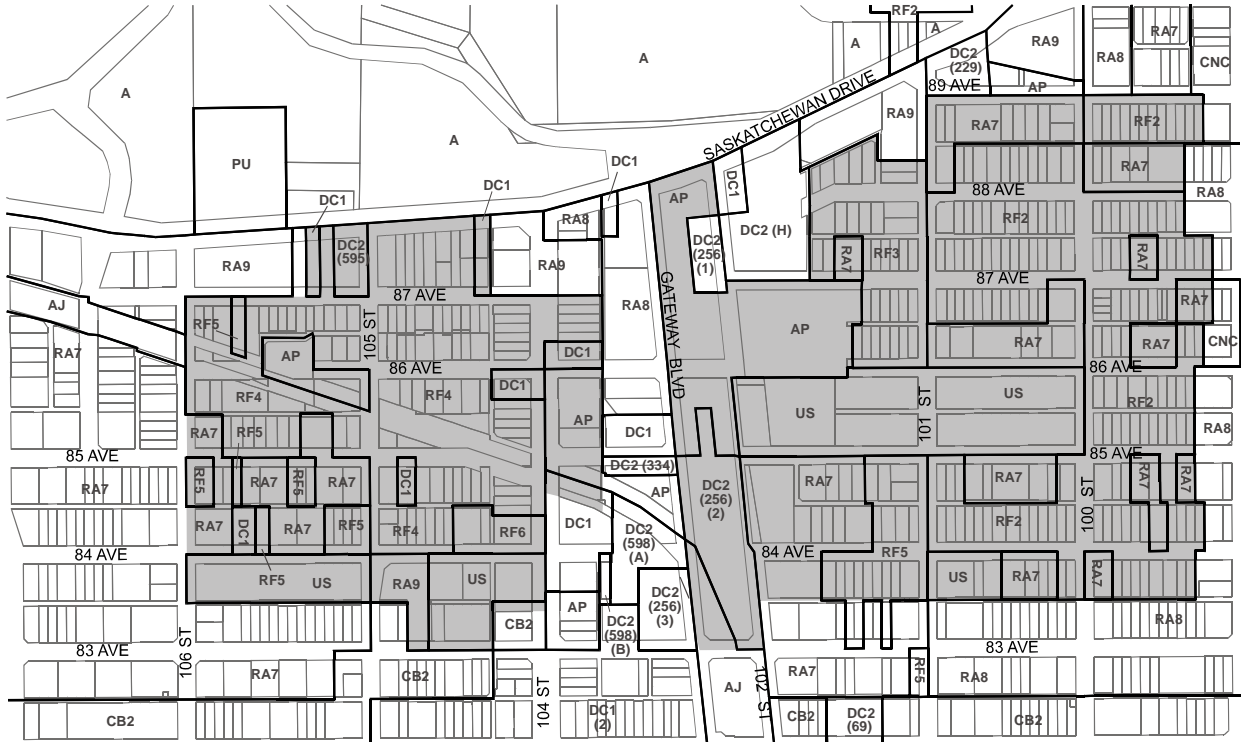 RF2
A
A
A
RA9
RA7
RA8
CNC
DC2
(229)
AP
89 AVE
SASKATCHEWAN DRIVE
A
A
PU
RA9
RA7
RF2
DC1
DC1
DC1
DC1
RA7
88 AVE
RA8
AP
RA8
RF2
DC2 (H)
DC2
(595)
DC2
(256)
(1)
RA9
RA9
RA7
RF3
RA7
87 AVE
87 AVE
AJ
RA8
GATEWAY BLVD
RA7
RF5
105 ST
AP
RA7
RA7
CNC
RA7
AP
DC1
86 AVE
86 AVE
RF4
RF4
DC1
US
US
RF2
101 ST
AP
RA7
RF5
DC1
RA8
85 AVE
85 AVE
DC2 (334)
RA7
RF5
RA7
RF5
RA7
DC1
AP
DC2
(256)
(2)
RA7
RA7
RA7
RA7
100 ST
RA7
DC1
RA7
RF5
RF4
RF6
DC1
DC2
(598)
(A)
RF2
84 AVE
84 AVE
RF5
RF5
US
RA9
US
US
RA7
RA7
DC2
(256)
(3)
AP
CB2
DC2
(598)
(B)
RA8
106 ST
83 AVE
83 AVE
RA7
CB2
104 ST
AJ
102 ST
RA7
RF5
RA8
CB2
DC1
(2)
CB2
DC2
(69)
CB2